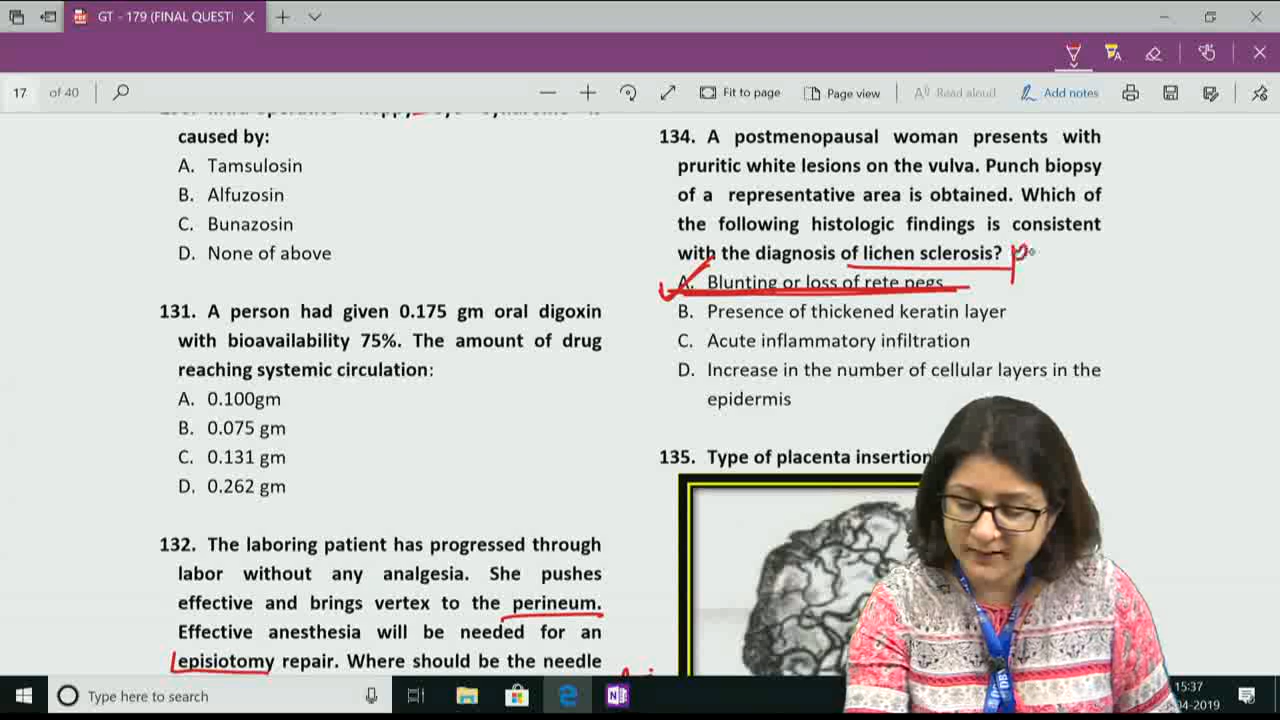 GT - 179 (FINAL QUESTI
17 of 40
Fit to page
Page view
Read aloud
Add notes
caused by:
A. Tamsulosin
B. Alfuzosin
C. Bunazosin
D. None of above
131. A person had given 0.175 gm oral digoxin
with bioavailability 75%. The amount of drug
reaching systemic circulation:
A. 0.100gm
B. 0.075 gm
C. 0.131 gm
D. 0.262 gm
132. The laboring patient has progressed through
labor without any analgesia. She pushes
effective and brings vertex to the perineum.
Effective anesthesia will be needed for an
episiotomy repair. Where should be the needle
134. A postmenopausal woman presents with
pruritic white lesions on the vulva. Punch biopsy
of a representative area is obtained. Which of
the following histologic findings is consistent
with the diagnosis of lichen sclerosis?
A. Blunting or loss of rete pegs
B. Presence of thickened keratin layer
C. Acute inflammatory infiltration
D. Increase in the number of cellular layers in the
epidermis
135. Type of placenta insertion
Type here to search
15:37
-04-2019